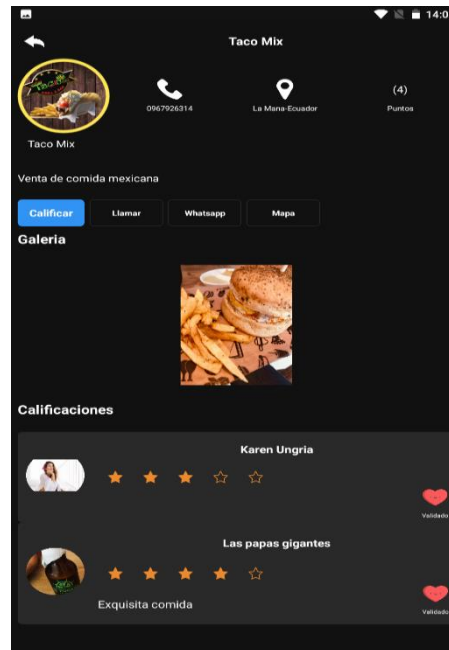 14:0
Taco Mix
0967926314
La Mana-Ecuador
(4)
Puntos
Taco Mix
Venta de comida mexicana
Calificar
Llamar
Whatsapp
Mapa
Galeria
Calificaciones
Karen Ungria
Validado
Las papas gigantes
Exquisita comida
Validado